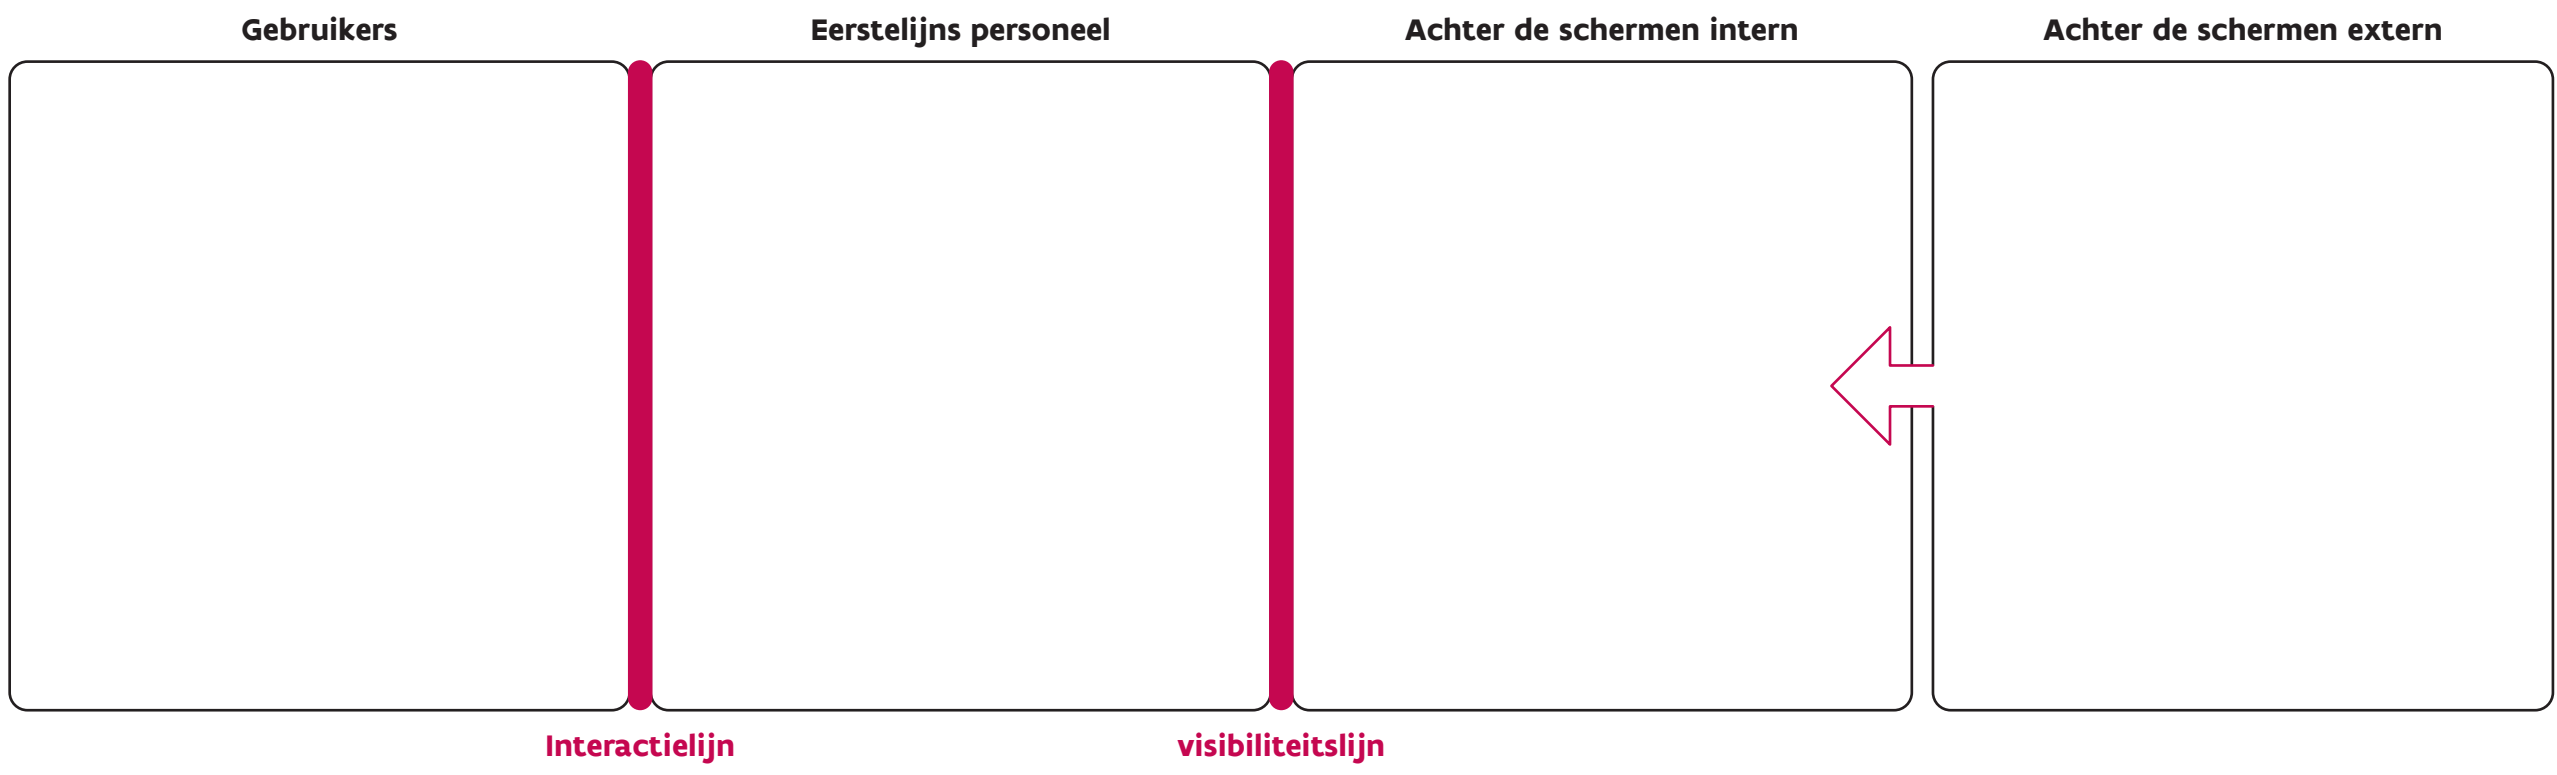 Gebruikers
Eerstelijns personeel
Achter de schermen intern
Achter de schermen extern
Interactielijn
visibiliteitslijn